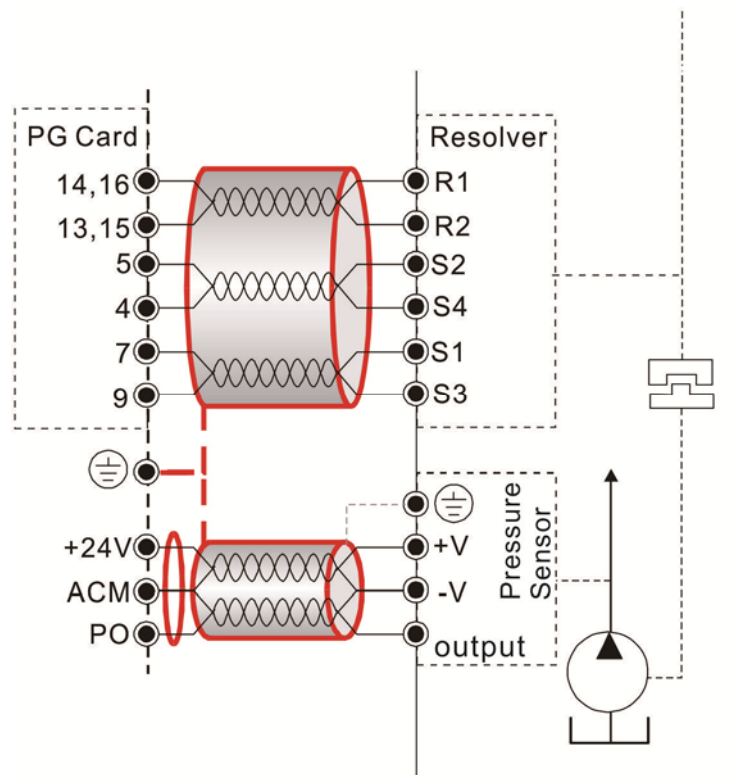 PG Card
Resolver
14,16
R1
13,15
R2
5
S2
4
S4
7
S1
9
S3
+24V
+V
ACM
-V
PO
output
Pressure
Sensor